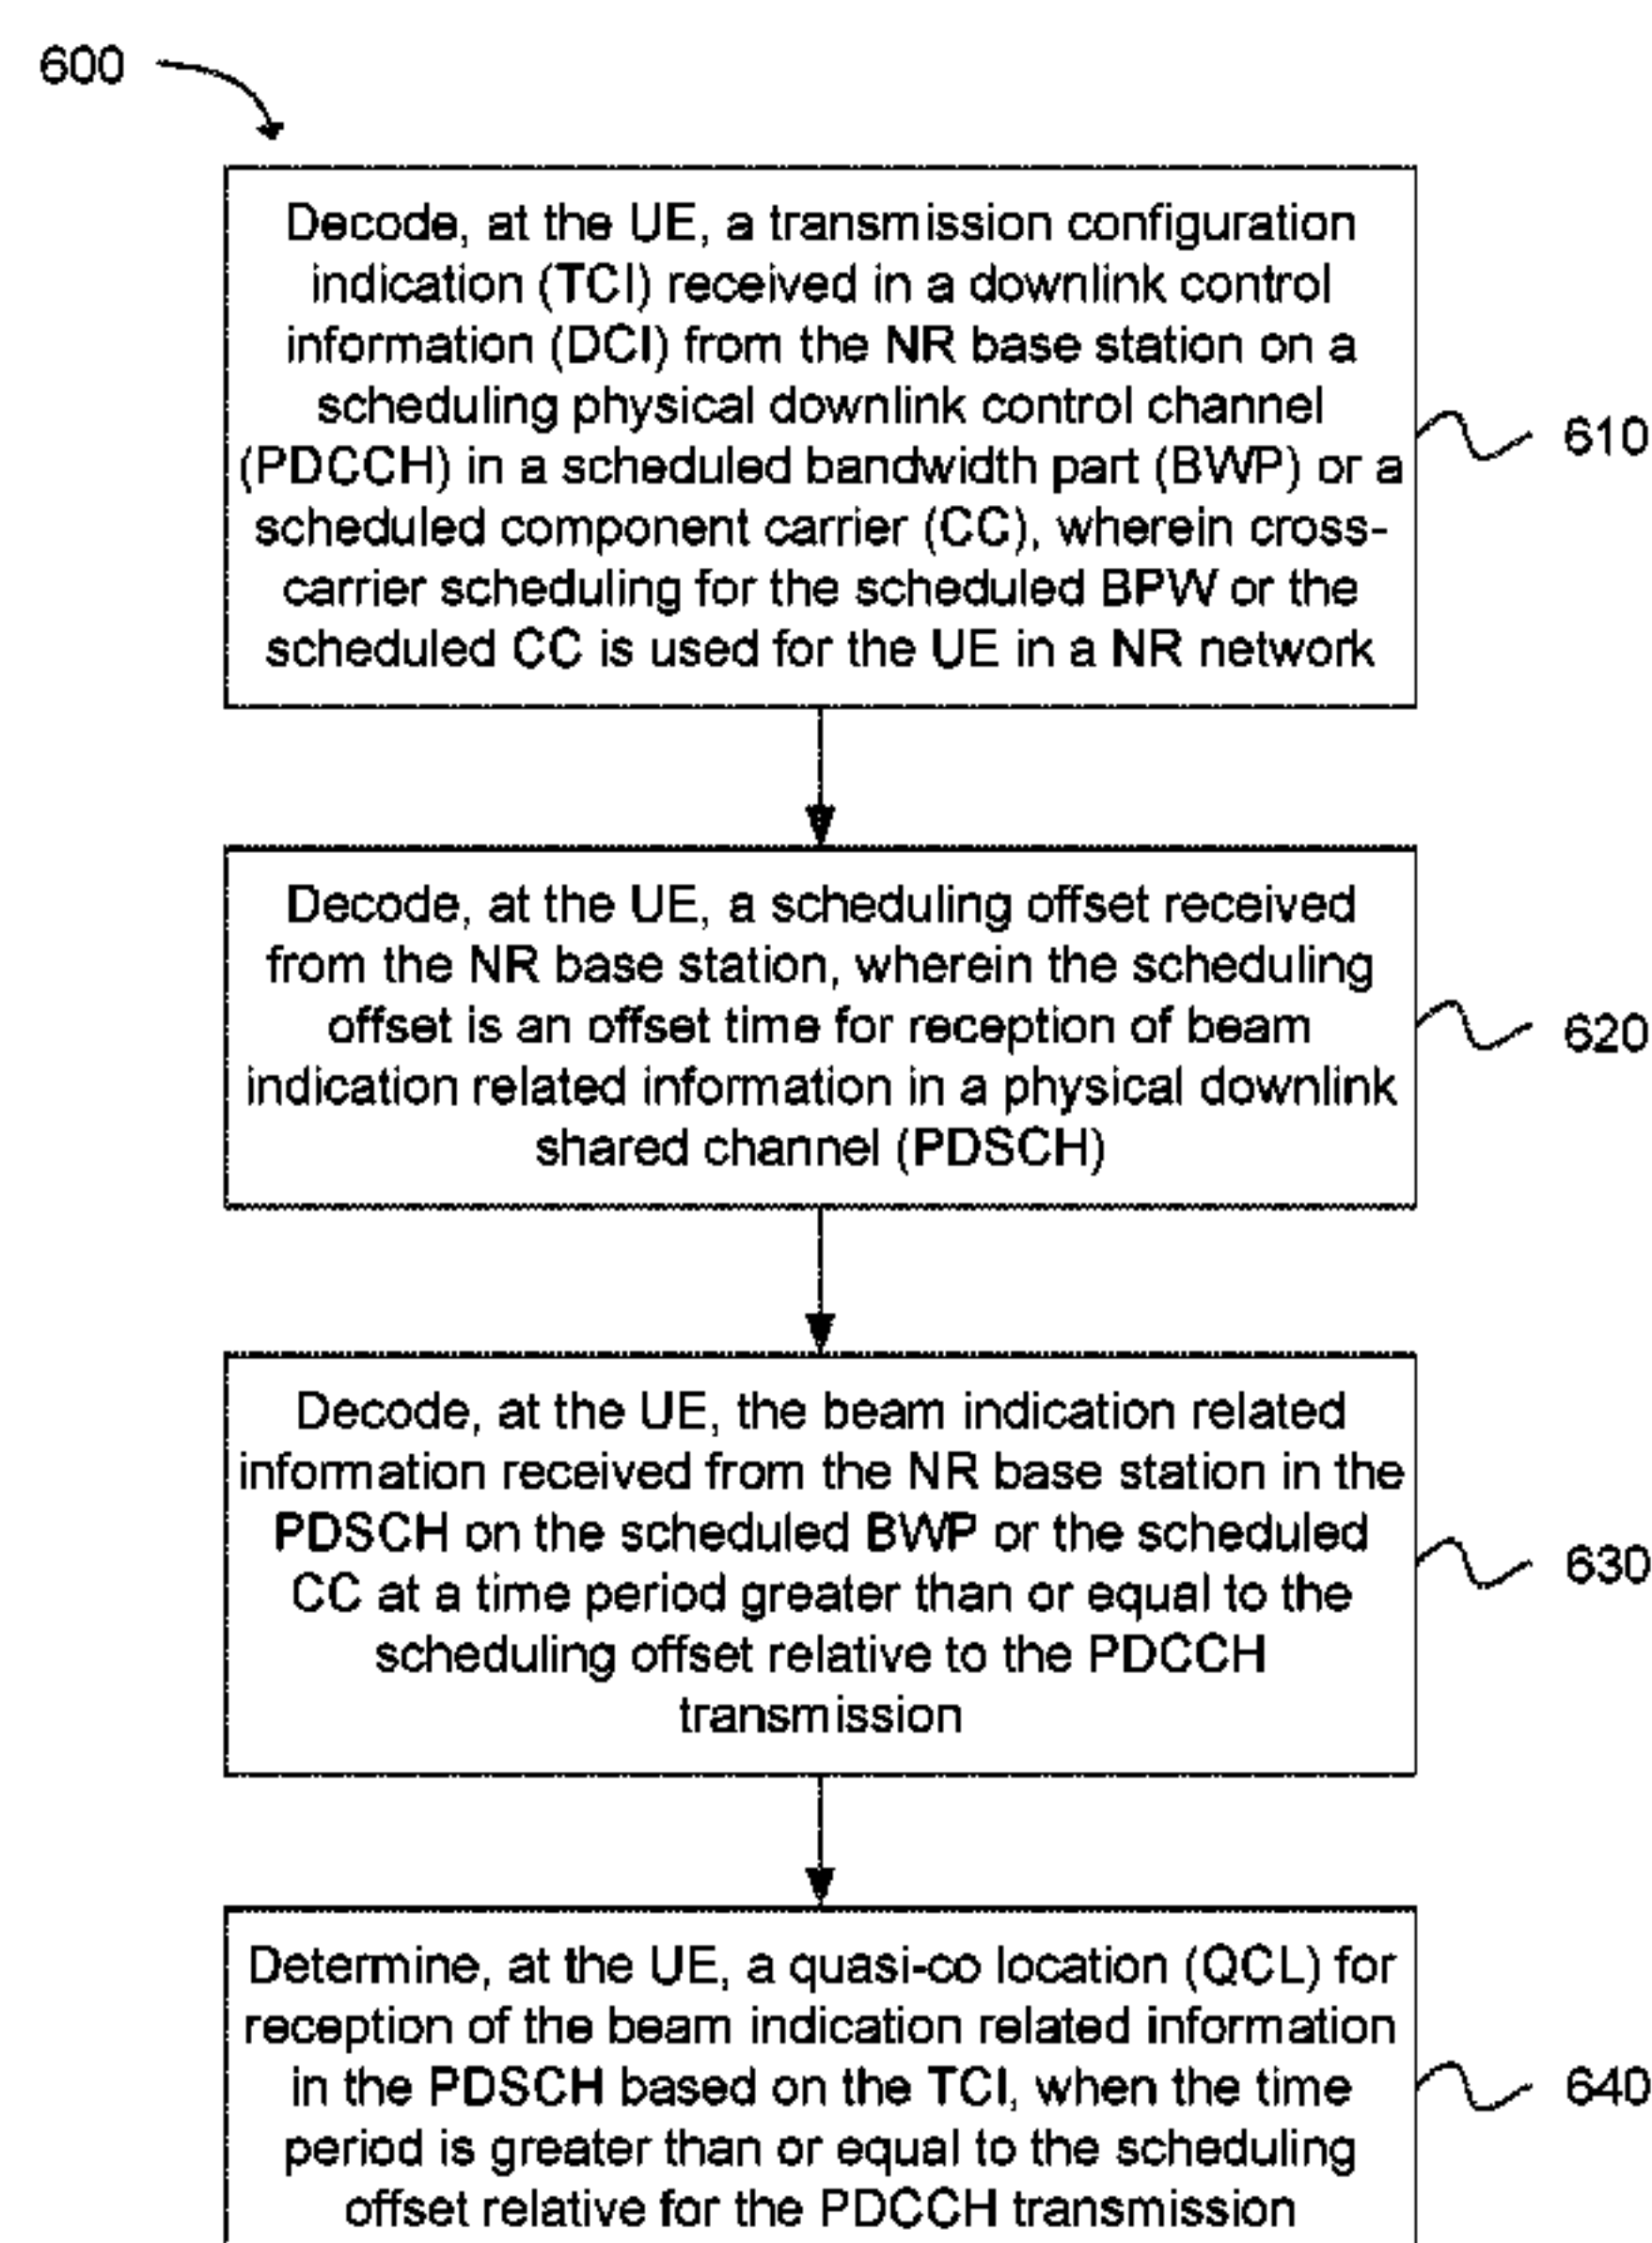 600
Decode, at the UE, a transmission configuration
indication (TCI) received in a downlink control
information (DCI) from the NR base station on a
scheduling physical downlink control channel
(PDCCH) in a scheduled bandwidth part (BWP) or a
scheduled component carrier (CC), wherein cross-
carrier scheduling for the scheduled BPW or the
scheduled CC is used for the UE in a NR network
610
Decode, at the UE, a scheduling offset received
from the NR base station, wherein the scheduling
offset is an offset time for reception of beam
indication related information in a physical downlink
shared channel (PDSCH)
620
Decode, at the UE, the beam indication related
information received from the NR base station in the
PDSCH on the scheduled BWP or the scheduled
CC at a time period greater than or equal to the
scheduling offset relative to the PDCCH
transmission
630
Determine, at the UE, a quasi-co location (QCL) for
reception of the beam indication related information
in the PDSCH based on the TCI, when the time
period is greater than or equal to the scheduling
offset relative for the PDCCH transmission
640